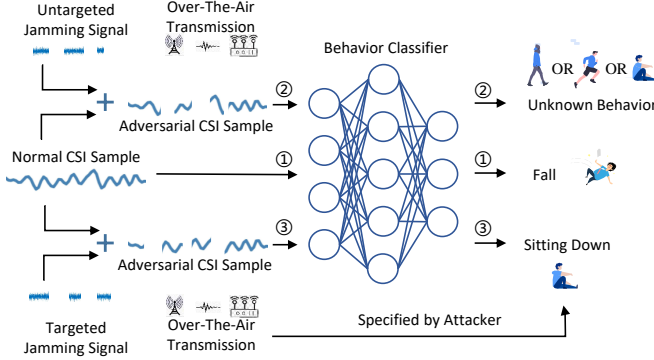 Untargeted
Jamming Signal
Over-The-Air
Transmission
Behavior Classifier
OR OR
②
②
+
Adversarial CSI Sample
Unknown Behavior
Normal CSI Sample
①
①
Fall
③
③
+
Adversarial CSI Sample
Sitting Down
Targeted
Jamming Signal
Over-The-Air
Transmission
Specified by Attacker